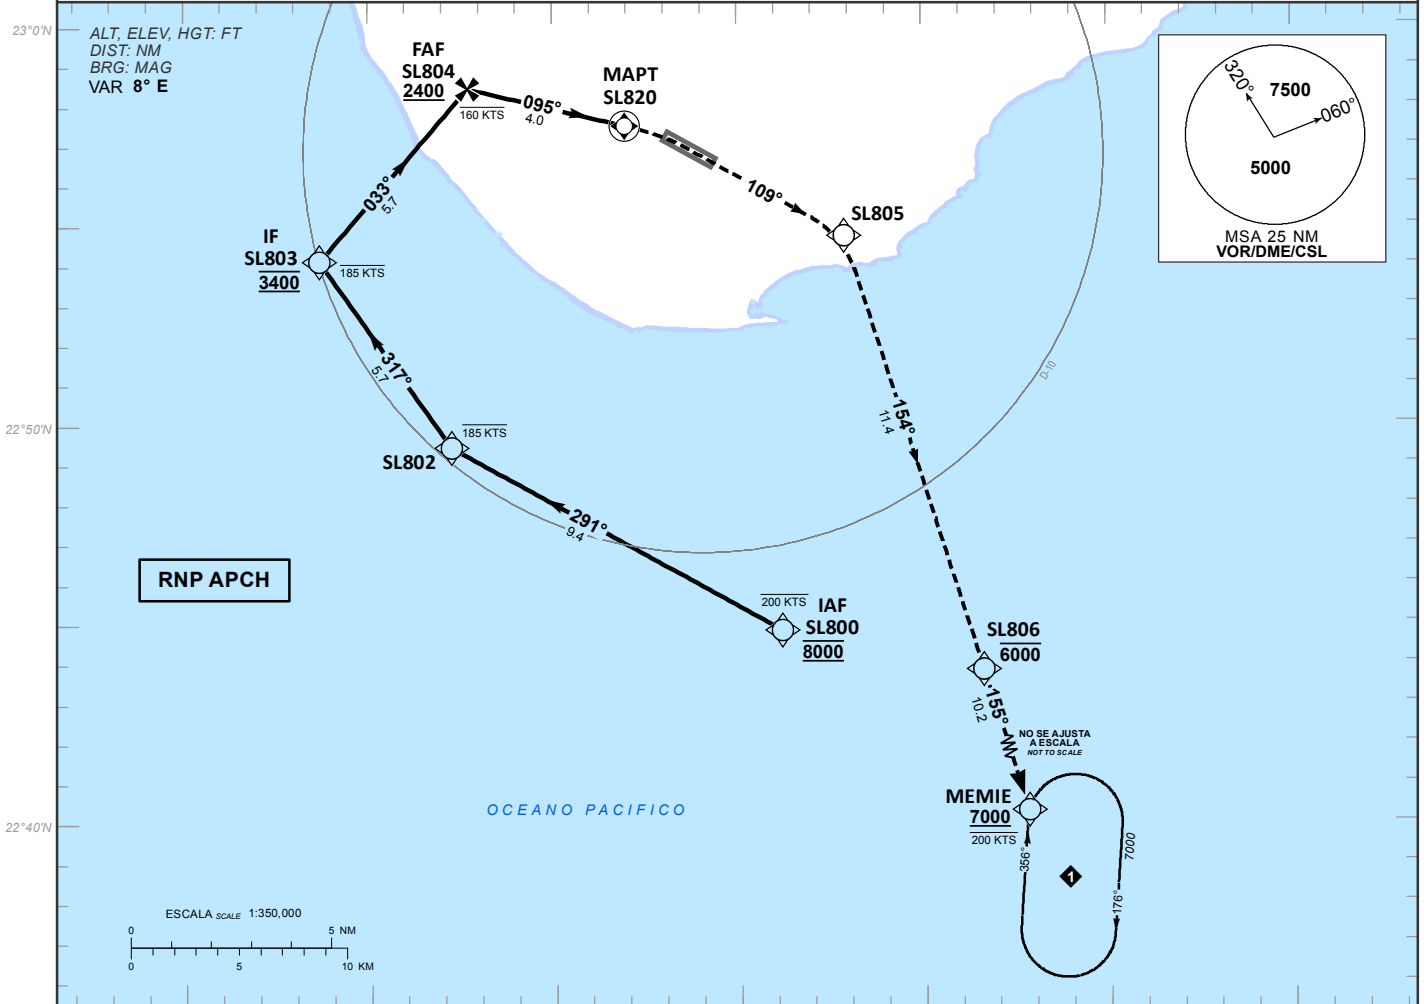 23°0'N
ALT, ELEV, HGT: FT
DIST: NM
BRG: MAG
VAR 8° E
FAF
SL804
2400
160 KTS
095°
4.0
MAPT
SL820
320°
7500
060°
5000
MSA 25 NM
VOR/DME/CSL
033°
5.7
109°
SL805
IF
SL803
3400
185 KTS
317°
5.7
D-10
154°
11.4
22°50'N
185 KTS
SL802
291°
9.4
RNP APCH
200 KTS
IAF
SL800
8000
SL806
6000
155°
10.2
NO SE AJUSTA
A ESCALA
NOT TO SCALE
MEMIE
7000
200 KTS
OCEANO PACIFICO
22°40'N
356°
1
7000
176°
ESCALA SCALE 1:350,000
0 5 NM
0 5 10 KM